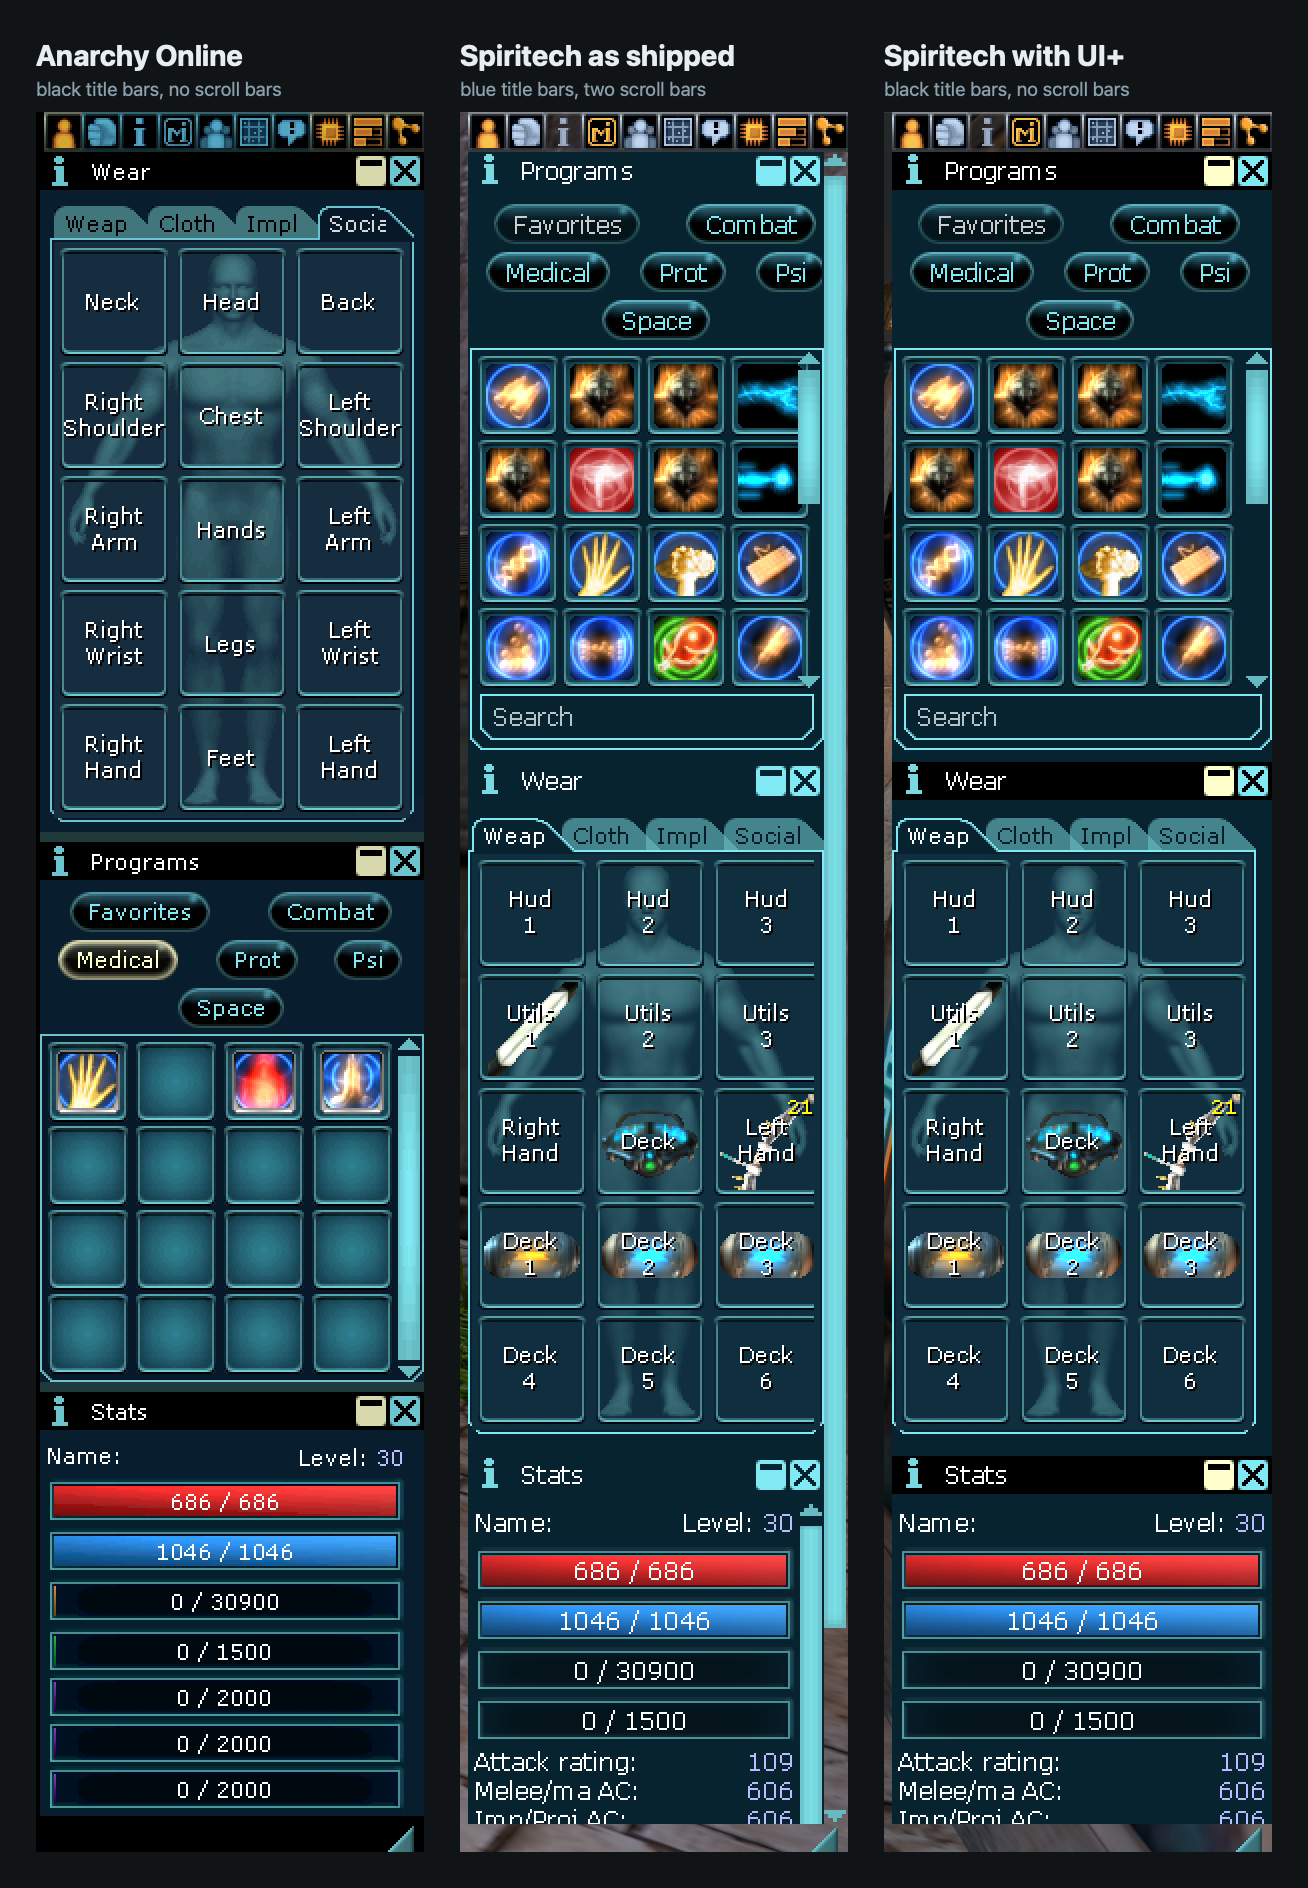 Anarchy Online
black title bars, no scroll bars
Wear
Weap Cloth Impl Socia
Neck Head Back
Right Shoulder Chest Left Shoulder
Right Arm Hands Left Arm
Right Wrist Legs Left Wrist
Right Hand Feet Left Hand
Programs
Favorites Combat
Medical Prot Psi
Space
Stats
Name: Level: 30
686 / 686
1046 / 1046
0 / 30900
0 / 1500
0 / 2000
0 / 2000
0 / 2000
Spiritech as shipped
blue title bars, two scroll bars
Programs
Favorites Combat
Medical Prot Psi
Space
Search
Wear
Weap Cloth Impl Social
Hud 1 Hud 2 Hud 3
Utils 1 Utils 2 Utils 3
Right Hand Deck 21 Left Hand
Deck 1 Deck 2 Deck 3
Deck 4 Deck 5 Deck 6
Stats
Name: Level: 30
686 / 686
1046 / 1046
0 / 30900
0 / 1500
Attack rating: 109
Melee/ma AC: 606
Imp/Proj AC: 606
Spiritech with UI+
black title bars, no scroll bars
Programs
Favorites Combat
Medical Prot Psi
Space
Search
Wear
Weap Cloth Impl Social
Hud 1 Hud 2 Hud 3
Utils 1 Utils 2 Utils 3
Right Hand Deck 21 Left Hand
Deck 1 Deck 2 Deck 3
Deck 4 Deck 5 Deck 6
Stats
Name: Level: 30
686 / 686
1046 / 1046
0 / 30900
0 / 1500
Attack rating: 109
Melee/ma AC: 606
Imp/Proj AC: 606